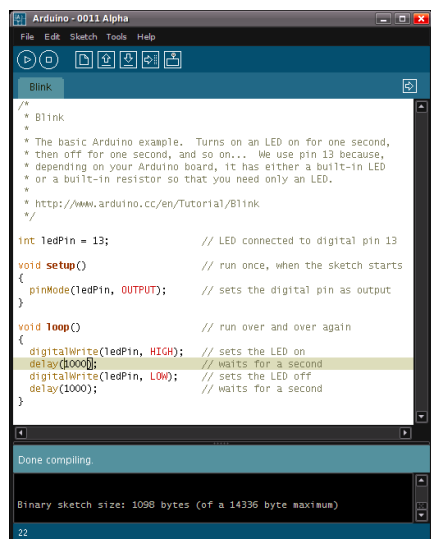 Arduino - 0011 Alpha
File Edit Sketch Tools Help
Blink
/*
 * Blink
 *
 * The basic Arduino example.  Turns on an LED on for one second,
 * then off for one second, and so on...  We use pin 13 because,
 * depending on your Arduino board, it has either a built-in LED
 * or a built-in resistor so that you need only an LED.
 *
 * http://www.arduino.cc/en/Tutorial/Blink
 */
int ledPin = 13;                // LED connected to digital pin 13
void setup()                    // run once, when the sketch starts
{
  pinMode(ledPin, OUTPUT);      // sets the digital pin as output
}
void loop()                     // run over and over again
{
  digitalWrite(ledPin, HIGH);   // sets the LED on
  delay(1000);                  // waits for a second
  digitalWrite(ledPin, LOW);    // sets the LED off
  delay(1000);                  // waits for a second
}
Done compiling.
Binary sketch size: 1098 bytes (of a 14336 byte maximum)
22